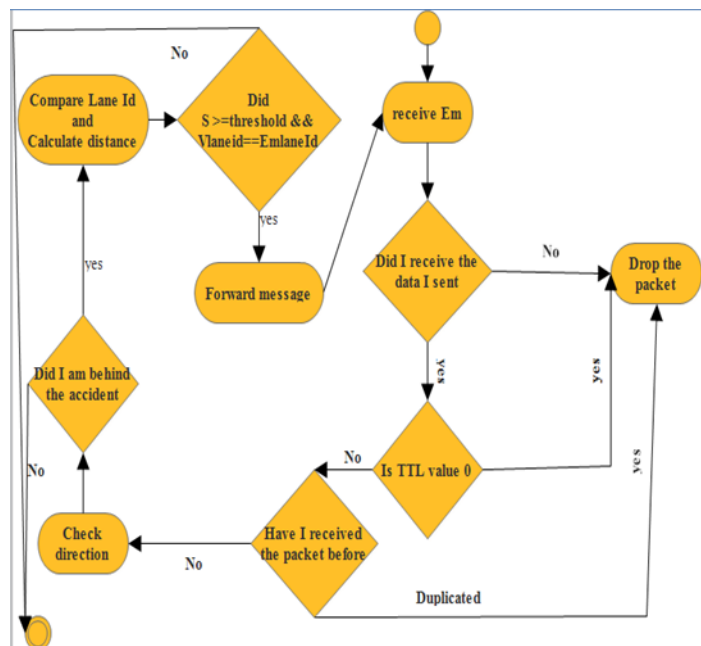 No
Did
S >=threshold &&
Vlaneid==EmlaneId
Compare Lane Id
and
Calculate distance
receive Em
yes
Forward message
yes
Did I receive the
data I sent
No
Drop the
packet
yes
yes
yes
Did I am behind
the accident
No
No
Is TTL value 0
Check
direction
No
Have I received
the packet before
Duplicated